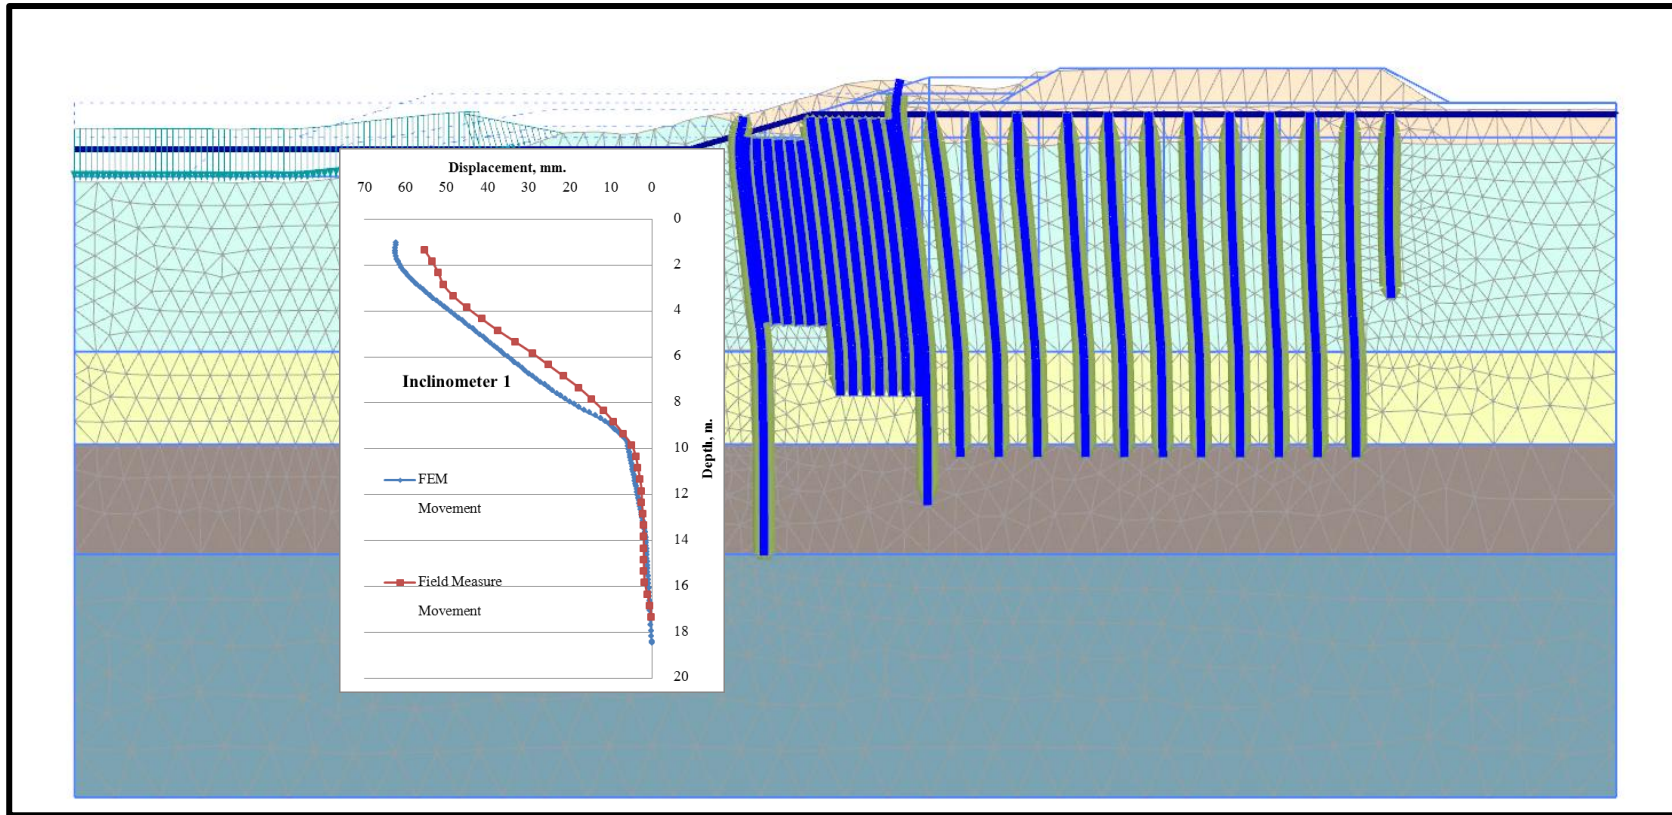 Displacement, mm.
70 60 50 40 30 20 10 0
0
2
4
6
Inclinometer 1
8
Depth, m.
10
FEM
Movement
12
14
Field Measure
Movement
16
18
20